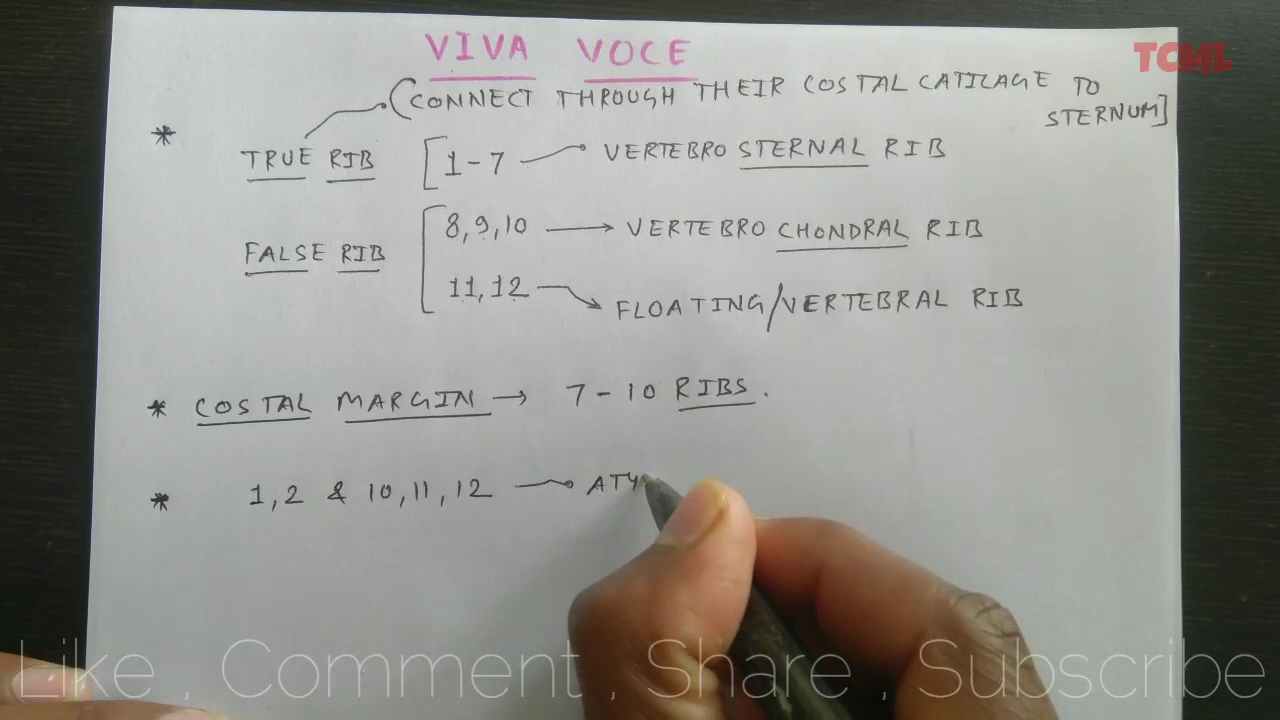 VIVA VOCE
TCML
(CONNECT THROUGH THEIR COSTAL CATILAGE TO
STERNUM]
*
TRUE RIB [1-7 VERTEBRO STERNAL RIB
FALSE RIB [8,9,10 → VERTEBRO CHONDRAL RIB
11,12 → FLOATING/VERTEBRAL RIB
* COSTAL MARGIN → 7-10 RIBS.
* 1,2 & 10,11,12 ATY
Like , Comment , Share , Subscribe